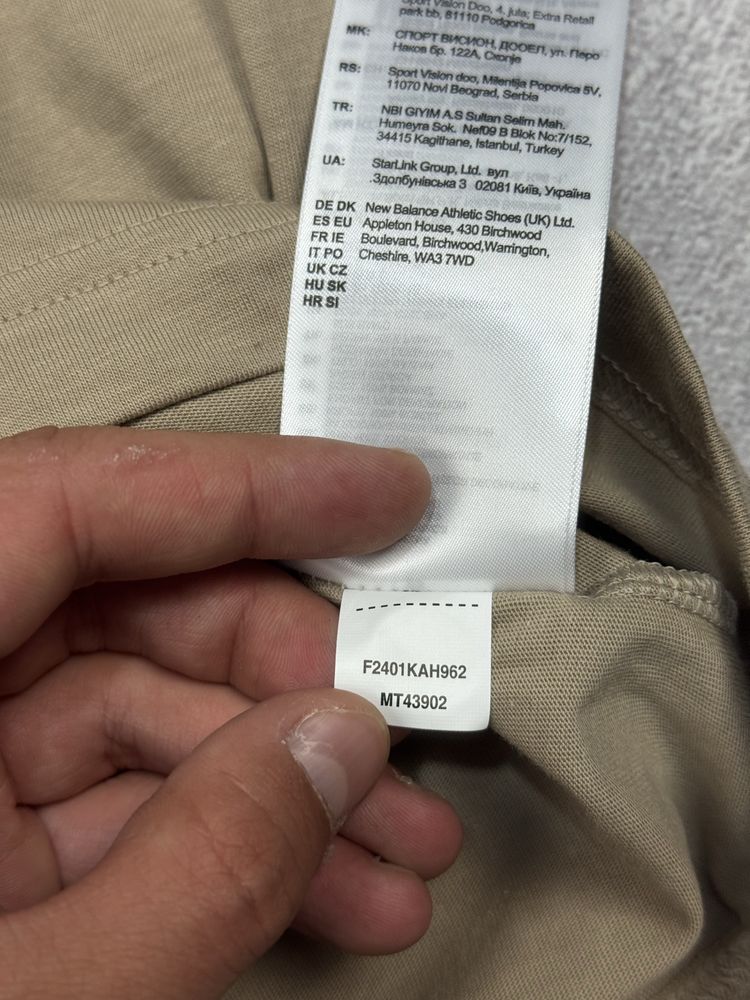 Sport Vision Doo, 4. jula; Extra Retail
park bb, 81110 Podgorica
MK: СПОРТ ВИСИОН, ДООЕЛ, ул. Перо
Наков бр. 122A, Скопје
RS: Sport Vision doo, Milentija Popovica 5V,
11070 Novi Beograd, Serbia
TR: NBI GIYIM A.S Sultan Selim Mah.
Humeyra Sok. Nef09 B Blok No:7/152,
34415 Kagithane, Istanbul, Turkey
UA: StarLink Group, Ltd. вул
.Здолбунівська 3 02081 Київ, Україна
DE DK New Balance Athletic Shoes (UK) Ltd.
ES EU Appleton House, 430 Birchwood
FR IE Boulevard, Birchwood,Warrington,
IT PO Cheshire, WA3 7WD
UK CZ
HU SK
HR SI
F2401KAH962
MT43902